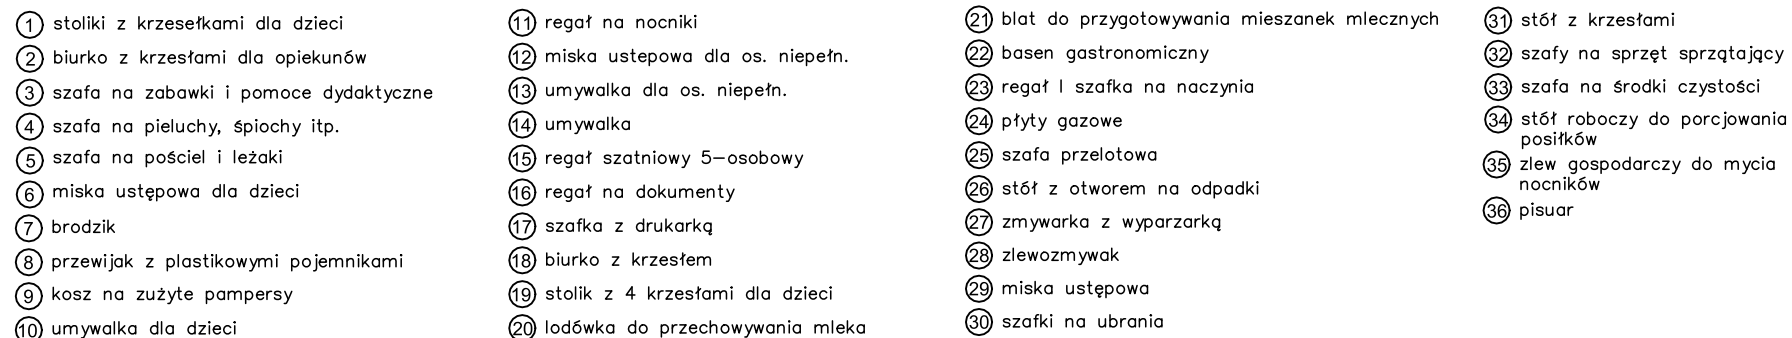 1 stoliki z krzesełkami dla dzieci
2 biurko z krzesłami dla opiekunów
3 szafa na zabawki i pomoce dydaktyczne
4 szafa na pieluchy, śpiochy itp.
5 szafa na pościel i leżaki
6 miska ustępowa dla dzieci
7 brodzik
8 przewijak z plastikowymi pojemnikami
9 kosz na zużyte pampersy
10 umywalka dla dzieci
11 regał na nocniki
12 miska ustepowa dla os. niepełn.
13 umywalka dla os. niepełn.
14 umywalka
15 regał szatniowy 5-osobowy
16 regał na dokumenty
17 szafka z drukarką
18 biurko z krzesłem
19 stolik z 4 krzesłami dla dzieci
20 lodówka do przechowywania mleka
21 blat do przygotowywania mieszanek mlecznych
22 basen gastronomiczny
23 regał I szafka na naczynia
24 płyty gazowe
25 szafa przelotowa
26 stół z otworem na odpadki
27 zmywarka z wyparzarką
28 zlewozmywak
29 miska ustępowa
30 szafki na ubrania
31 stół z krzesłami
32 szafy na sprzęt sprzątający
33 szafa na środki czystości
34 stół roboczy do porcjowania
posiłków
35 zlew gospodarczy do mycia
nocników
36 pisuar